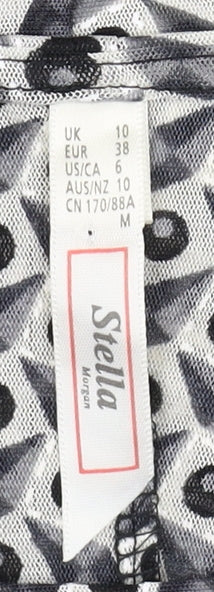 UK 10
EUR 38
US/CA 6
AUS/NZ 10
CN 170/88A
M
Stella
Morgan